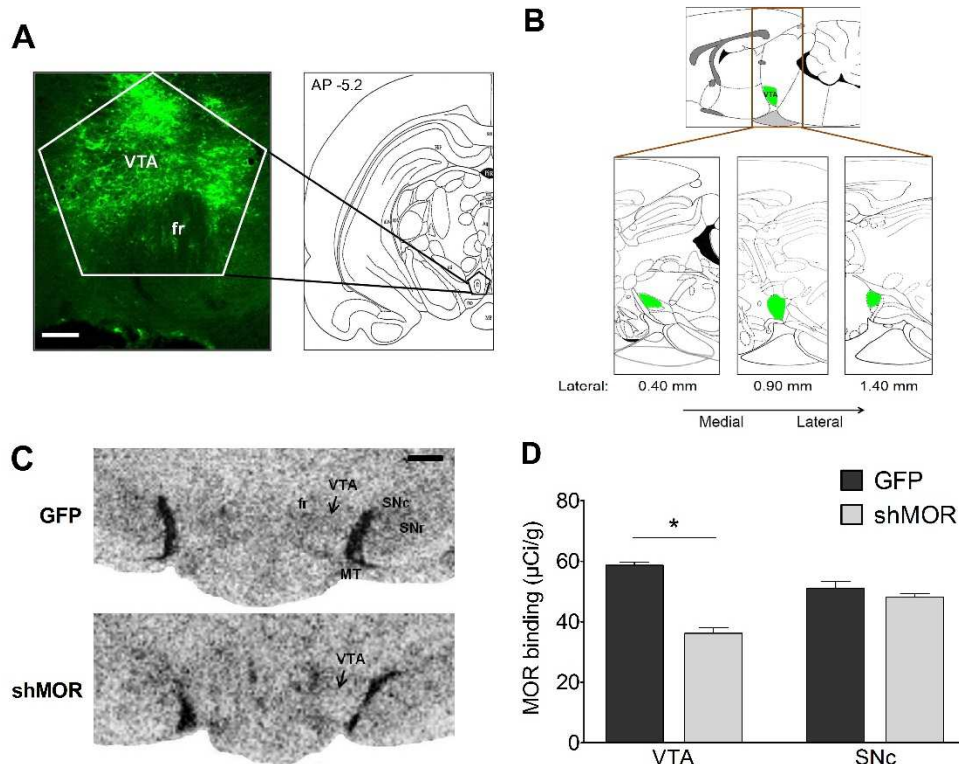 A
VTA
fr
AP -5.2
B
VTA
Lateral: 0.40 mm 0.90 mm 1.40 mm
Medial Lateral
C
GFP
VTA
fr
SNc
SNr
MT
shMOR
VTA
D
GFP
shMOR
*
MOR binding (µCi/g)
80
60
40
20
0
VTA SNc